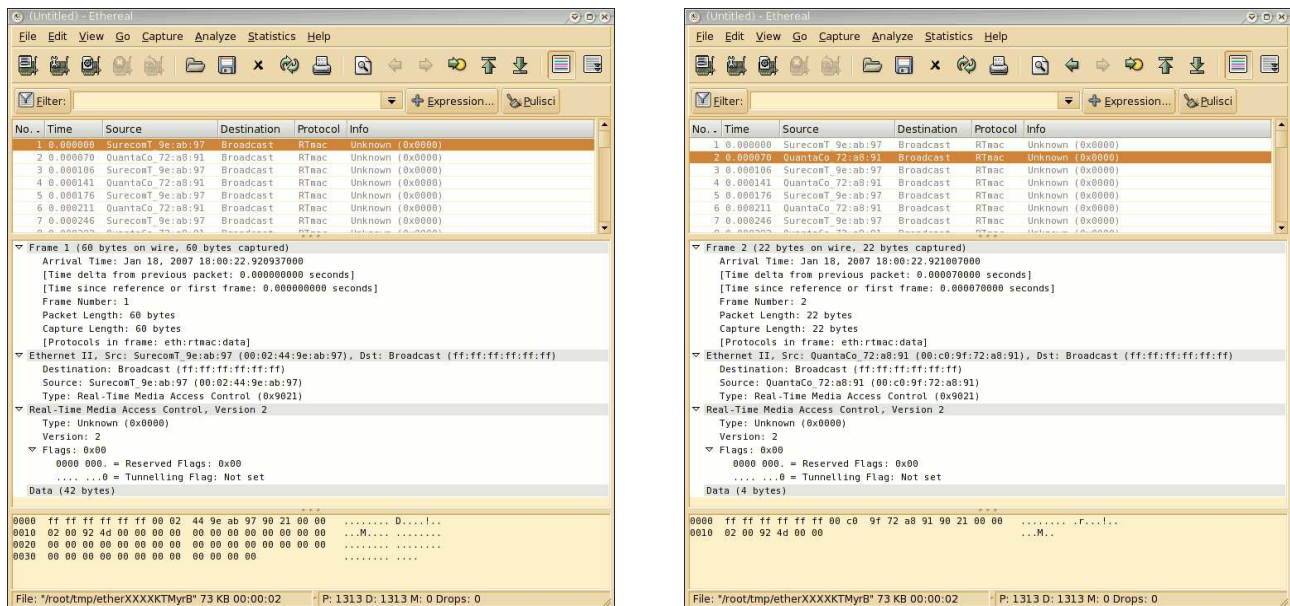 (Untitled) - Ethereal
File Edit View Go Capture Analyze Statistics Help
Filter: Expression... Pulisci
No. . Time Source Destination Protocol Info
1 0.000000 SurecomT_9e:ab:97 Broadcast RTmac Unknown (0x0000)
2 0.000070 QuantaCo_72:a8:91 Broadcast RTmac Unknown (0x0000)
3 0.000106 SurecomT_9e:ab:97 Broadcast RTmac Unknown (0x0000)
4 0.000141 QuantaCo_72:a8:91 Broadcast RTmac Unknown (0x0000)
5 0.000176 SurecomT_9e:ab:97 Broadcast RTmac Unknown (0x0000)
6 0.000211 QuantaCo_72:a8:91 Broadcast RTmac Unknown (0x0000)
7 0.000246 SurecomT_9e:ab:97 Broadcast RTmac Unknown (0x0000)
Frame 1 (60 bytes on wire, 60 bytes captured)
Arrival Time: Jan 18, 2007 18:00:22.920937000
[Time delta from previous packet: 0.000000000 seconds]
[Time since reference or first frame: 0.000000000 seconds]
Frame Number: 1
Packet Length: 60 bytes
Capture Length: 60 bytes
[Protocols in frame: eth:rtmac:data]
Ethernet II, Src: SurecomT_9e:ab:97 (00:02:44:9e:ab:97), Dst: Broadcast (ff:ff:ff:ff:ff:ff)
Destination: Broadcast (ff:ff:ff:ff:ff:ff)
Source: SurecomT_9e:ab:97 (00:02:44:9e:ab:97)
Type: Real-Time Media Access Control (0x9021)
Real-Time Media Access Control, Version 2
Type: Unknown (0x0000)
Version: 2
Flags: 0x00
0000 000. = Reserved Flags: 0x00
.... ...0 = Tunnelling Flag: Not set
Data (42 bytes)
0000 ff ff ff ff ff ff 00 02 44 9e ab 97 90 21 00 00 ........ D....!..
0010 02 00 92 4d 00 00 00 00 00 00 00 00 00 00 00 00 ...M.... ........
0020 00 00 00 00 00 00 00 00 00 00 00 00 00 00 00 00 ........ ........
0030 00 00 00 00 00 00 00 00 00 00 00 00 ........ ....
File: "/root/tmp/etherXXXXKTMyrB" 73 KB 00:00:02 P: 1313 D: 1313 M: 0 Drops: 0
(Untitled) - Ethereal
File Edit View Go Capture Analyze Statistics Help
Filter: Expression... Pulisci
No. . Time Source Destination Protocol Info
1 0.000000 SurecomT_9e:ab:97 Broadcast RTmac Unknown (0x0000)
2 0.000070 QuantaCo_72:a8:91 Broadcast RTmac Unknown (0x0000)
3 0.000106 SurecomT_9e:ab:97 Broadcast RTmac Unknown (0x0000)
4 0.000141 QuantaCo_72:a8:91 Broadcast RTmac Unknown (0x0000)
5 0.000176 SurecomT_9e:ab:97 Broadcast RTmac Unknown (0x0000)
6 0.000211 QuantaCo_72:a8:91 Broadcast RTmac Unknown (0x0000)
7 0.000246 SurecomT_9e:ab:97 Broadcast RTmac Unknown (0x0000)
Frame 2 (22 bytes on wire, 22 bytes captured)
Arrival Time: Jan 18, 2007 18:00:22.921007000
[Time delta from previous packet: 0.000070000 seconds]
[Time since reference or first frame: 0.000070000 seconds]
Frame Number: 2
Packet Length: 22 bytes
Capture Length: 22 bytes
[Protocols in frame: eth:rtmac:data]
Ethernet II, Src: QuantaCo_72:a8:91 (00:c0:9f:72:a8:91), Dst: Broadcast (ff:ff:ff:ff:ff:ff)
Destination: Broadcast (ff:ff:ff:ff:ff:ff)
Source: QuantaCo_72:a8:91 (00:c0:9f:72:a8:91)
Type: Real-Time Media Access Control (0x9021)
Real-Time Media Access Control, Version 2
Type: Unknown (0x0000)
Version: 2
Flags: 0x00
0000 000. = Reserved Flags: 0x00
.... ...0 = Tunnelling Flag: Not set
Data (4 bytes)
0000 ff ff ff ff ff ff 00 c0 9f 72 a8 91 90 21 00 00 ........ .r...!..
0010 02 00 92 4d 00 00 ...M..
File: "/root/tmp/etherXXXXKTMyrB" 73 KB 00:00:02 P: 1313 D: 1313 M: 0 Drops: 0